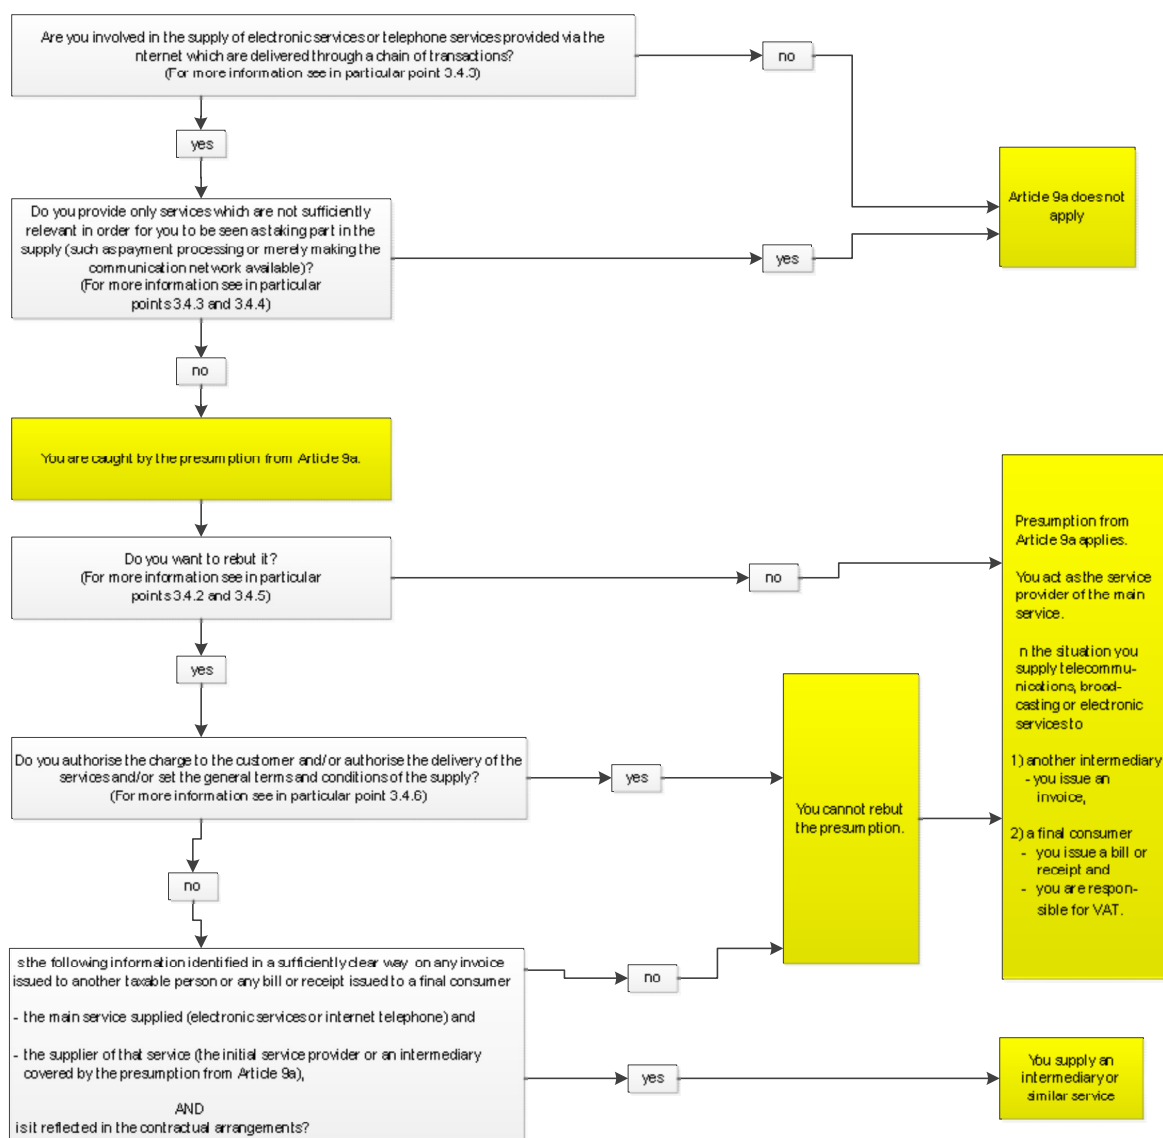 Are you involved in the supply of electronic services or telephone services provided via the
nternet which are delivered through a chain of transactions?
(For more information see in particular point 3.4.3)
no
yes
Article 9a does not
apply
Do you provide only services which are not sufficiently
relevant in order for you to be seen as taking part in the
supply (such as payment processing or merely making the
communication network available)?
(For more information see in particular
points 3.4.3 and 3.4.4)
yes
no
You are caught by the presumption from Article 9a.
Do you want to rebut it?
(For more information see in particular
points 3.4.2 and 3.4.5)
no
yes
Presumption from
Article 9a applies.
You act as the service
provider of the main
service.
n the situation you
supply telecommu-
nications, broad-
casting or electronic
services to
1) another intermediary
- you issue an
invoice,
2) a final consumer
- you issue a bill or
receipt and
- you are respon-
sible for VAT.
Do you authorise the charge to the customer and/or authorise the delivery of the
services and/or set the general terms and conditions of the supply?
(For more information see in particular point 3.4.6)
yes
You cannot rebut
the presumption.
no
s the following information identified in a sufficiently clear way on any invoice
issued to another taxable person or any bill or receipt issued to a final consumer
- the main service supplied (electronic services or internet telephone) and
- the supplier of that service (the initial service provider or an intermediary
covered by the presumption from Article 9a),
AND
is it reflected in the contractual arrangements?
no
yes
You supply an
intermediary or
similar service